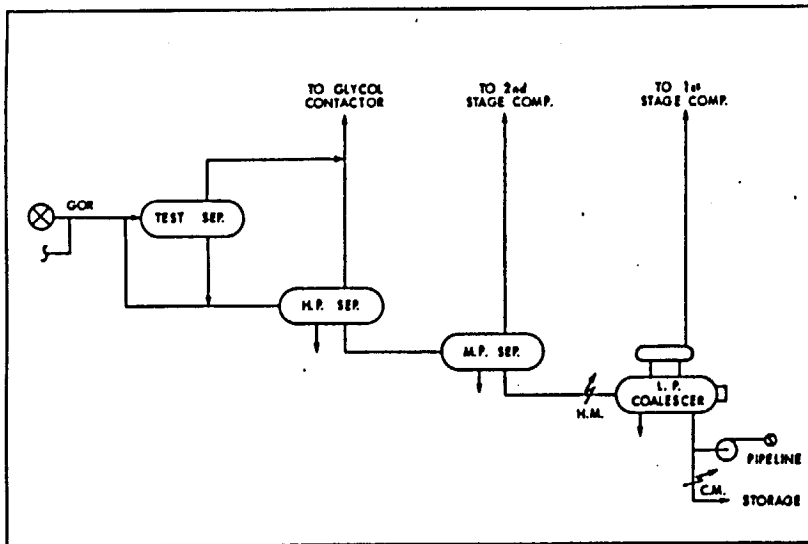 TO GLYCOL
CONTACTOR
TO 2nd
STAGE COMP.
TO 1st
STAGE COMP.
GOR
TEST SEP.
H.P. SEP.
M.P. SEP.
H.M.
L. P.
COALESCER
PIPELINE
C.M.
STORAGE